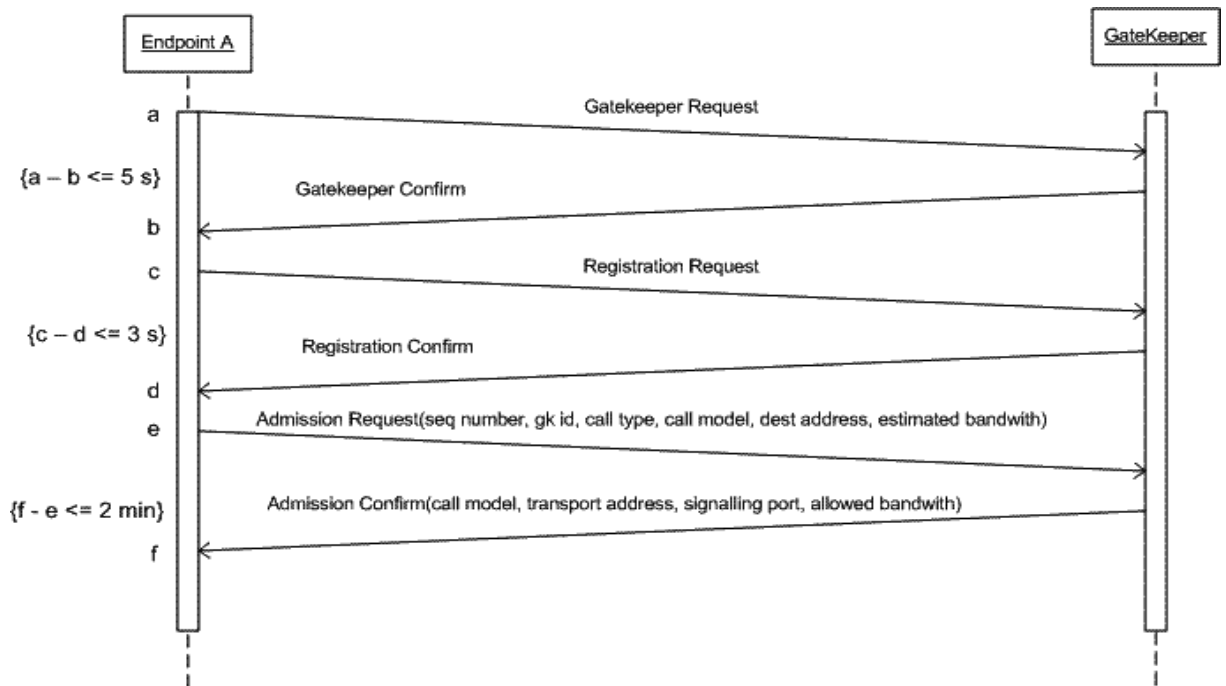 Endpoint A
GateKeeper
a
Gatekeeper Request
{a – b <= 5 s}
Gatekeeper Confirm
b
c
Registration Request
{c – d <= 3 s}
Registration Confirm
d
Admission Request(seq number, gk id, call type, call model, dest address, estimated bandwith)
e
Admission Confirm(call model, transport address, signalling port, allowed bandwith)
{f - e <= 2 min}
f